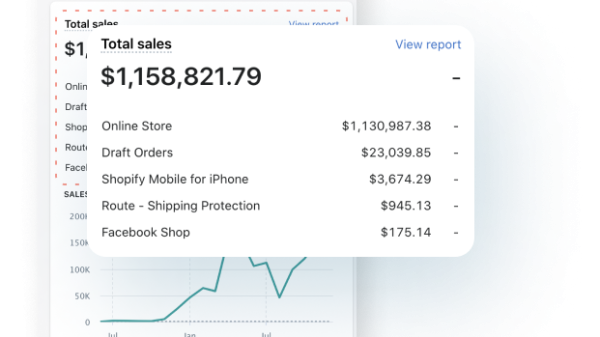 Total sales View report
$1,
Total sales View report
$1,158,821.79 -
Online Store $1,130,987.38 -
Draft Orders $23,039.85 -
Shopify Mobile for iPhone $3,674.29 -
Route - Shipping Protection $945.13 -
Facebook Shop $175.14 -
Onlin
Draft
Shop
Route
Facel
SALES
200K
150K
100K
50K
0
Jul Jan Jul